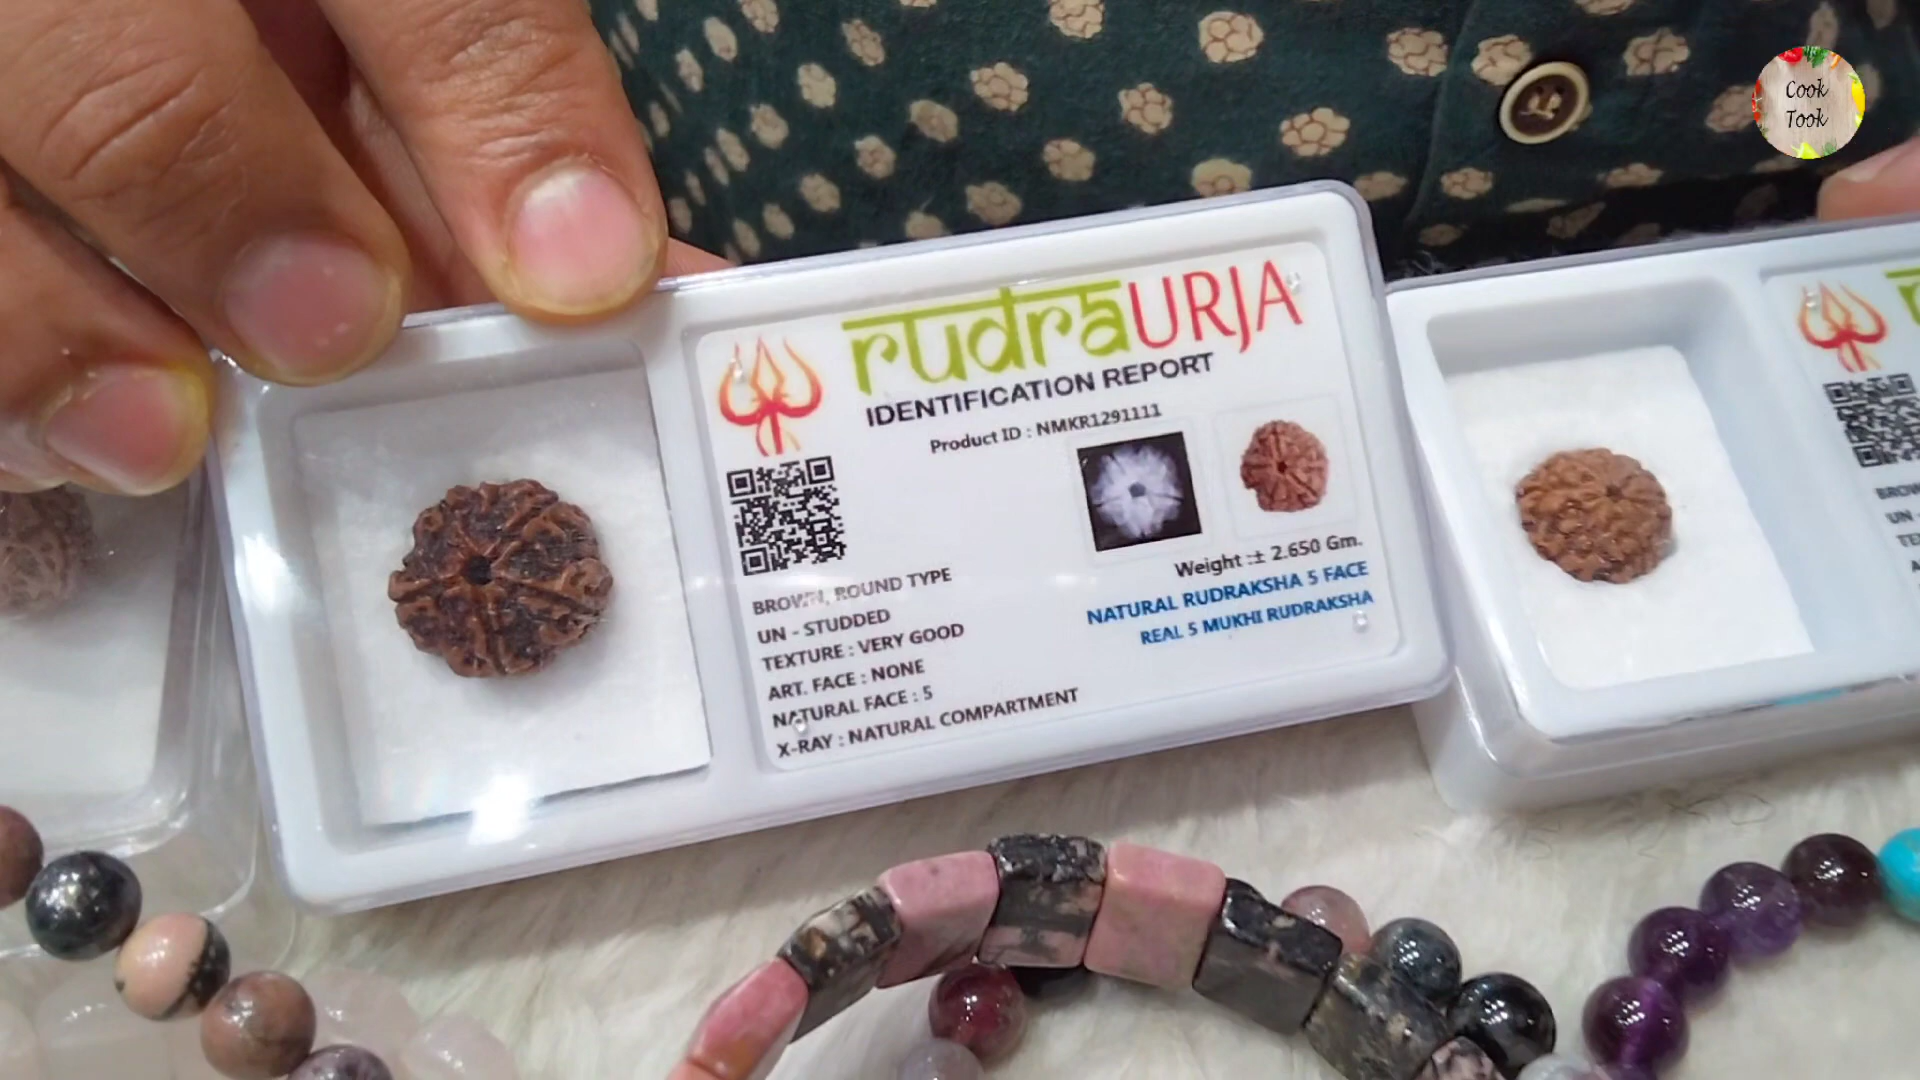 Cook
Took
rudraURJA
IDENTIFICATION REPORT
Product ID : NMKR1291111
Weight :± 2.650 Gm.
NATURAL RUDRAKSHA 5 FACE
REAL 5 MUKHI RUDRAKSHA
BROWN, ROUND TYPE
UN - STUDDED
TEXTURE : VERY GOOD
ART. FACE : NONE
NATURAL FACE : 5
X-RAY : NATURAL COMPARTMENT
UN -